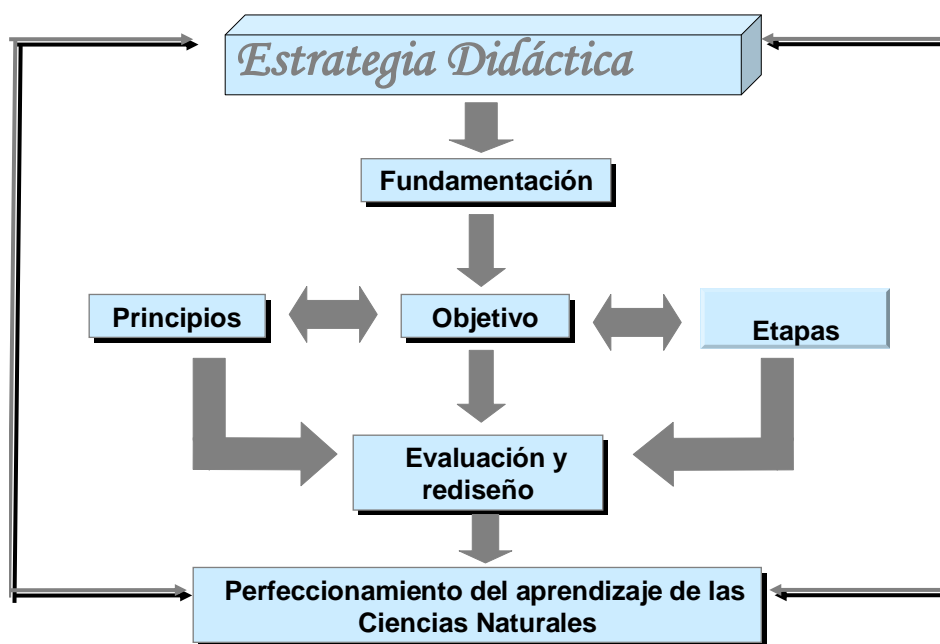 Estrategia Didáctica
Fundamentación
Principios
Objetivo
Etapas
Evaluación y
rediseño
Perfeccionamiento del aprendizaje de las
Ciencias Naturales